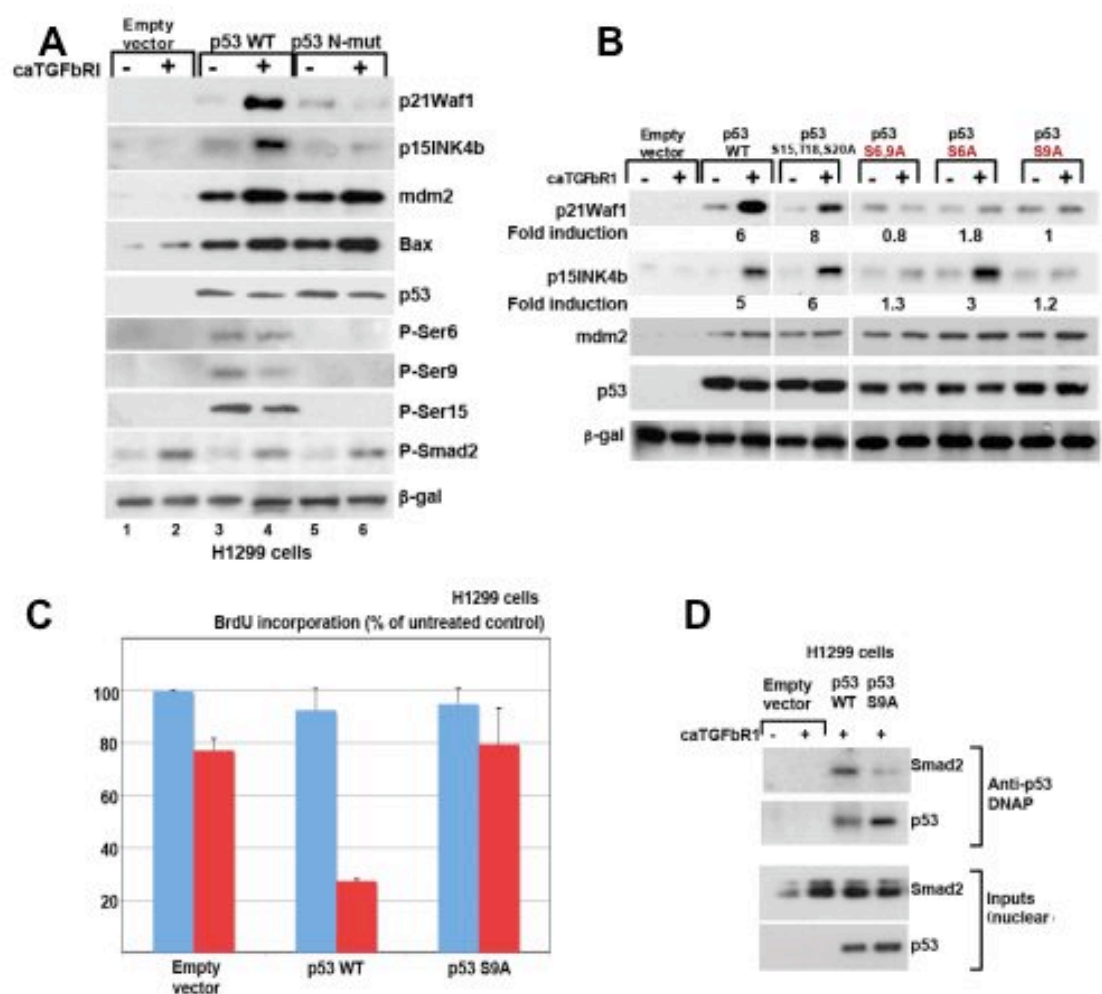 A
Empty vector
p53 WT
p53 N-mut
caTGFbRI
- + - + - +
p21Waf1
p15INK4b
mdm2
Bax
p53
P-Ser6
P-Ser9
P-Ser15
P-Smad2
β-gal
1 2 3 4 5 6
H1299 cells
B
Empty vector
p53 WT
p53 S15,T18,S20A
p53 S6,9A
p53 S6A
p53 S9A
caTGFbR1
- + - + - + - + - + - +
p21Waf1
Fold induction 6 8 0.8 1.8 1
p15INK4b
Fold induction 5 6 1.3 3 1.2
mdm2
p53
β-gal
C
H1299 cells
BrdU incorporation (% of untreated control)
100
80
60
40
20
Empty vector
p53 WT
p53 S9A
D
H1299 cells
Empty vector
p53 WT
p53 S9A
caTGFbR1 - + + +
Smad2
p53
Anti-p53 DNAP
Smad2
p53
Inputs
(nuclear